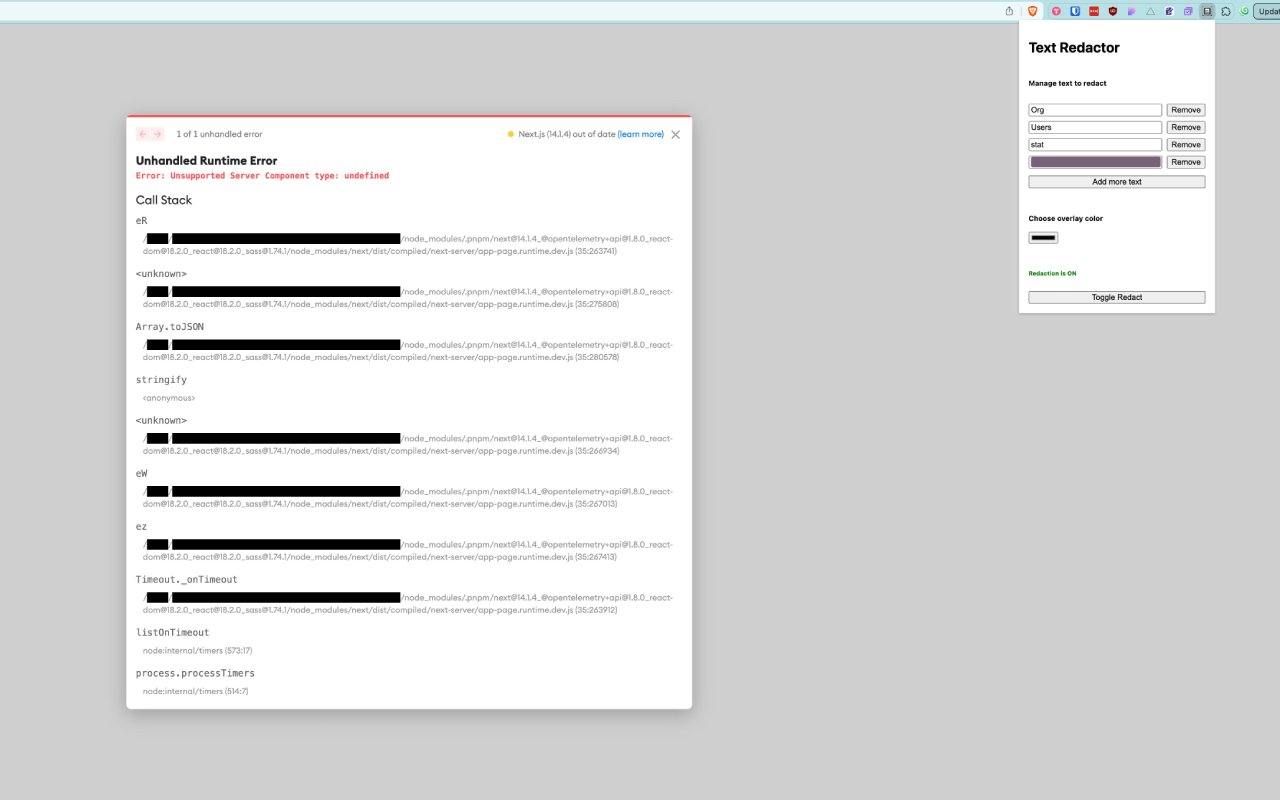 Updat
1 of 1 unhandled error
Next.js (14.1.4) out of date (learn more)
Unhandled Runtime Error
Error: Unsupported Server Component type: undefined
Call Stack
eR
/ / /node_modules/.pnpm/next@14.1.4_@opentelemetry+api@1.8.0_react-
dom@18.2.0_react@18.2.0_sass@1.74.1/node_modules/next/dist/compiled/next-server/app-page.runtime.dev.js (35:263741)
<unknown>
/ / /node_modules/.pnpm/next@14.1.4_@opentelemetry+api@1.8.0_react-
dom@18.2.0_react@18.2.0_sass@1.74.1/node_modules/next/dist/compiled/next-server/app-page.runtime.dev.js (35:275808)
Array.toJSON
/ / /node_modules/.pnpm/next@14.1.4_@opentelemetry+api@1.8.0_react-
dom@18.2.0_react@18.2.0_sass@1.74.1/node_modules/next/dist/compiled/next-server/app-page.runtime.dev.js (35:280578)
stringify
<anonymous>
<unknown>
/ / /node_modules/.pnpm/next@14.1.4_@opentelemetry+api@1.8.0_react-
dom@18.2.0_react@18.2.0_sass@1.74.1/node_modules/next/dist/compiled/next-server/app-page.runtime.dev.js (35:266934)
eW
/ / /node_modules/.pnpm/next@14.1.4_@opentelemetry+api@1.8.0_react-
dom@18.2.0_react@18.2.0_sass@1.74.1/node_modules/next/dist/compiled/next-server/app-page.runtime.dev.js (35:267013)
ez
/ / /node_modules/.pnpm/next@14.1.4_@opentelemetry+api@1.8.0_react-
dom@18.2.0_react@18.2.0_sass@1.74.1/node_modules/next/dist/compiled/next-server/app-page.runtime.dev.js (35:267413)
Timeout._onTimeout
/ / /node_modules/.pnpm/next@14.1.4_@opentelemetry+api@1.8.0_react-
dom@18.2.0_react@18.2.0_sass@1.74.1/node_modules/next/dist/compiled/next-server/app-page.runtime.dev.js (35:263912)
listOnTimeout
node:internal/timers (573:17)
process.processTimers
node:internal/timers (514:7)
Text Redactor
Manage text to redact
Org Remove
Users Remove
stat Remove
Remove
Add more text
Choose overlay color
Redaction is ON
Toggle Redact